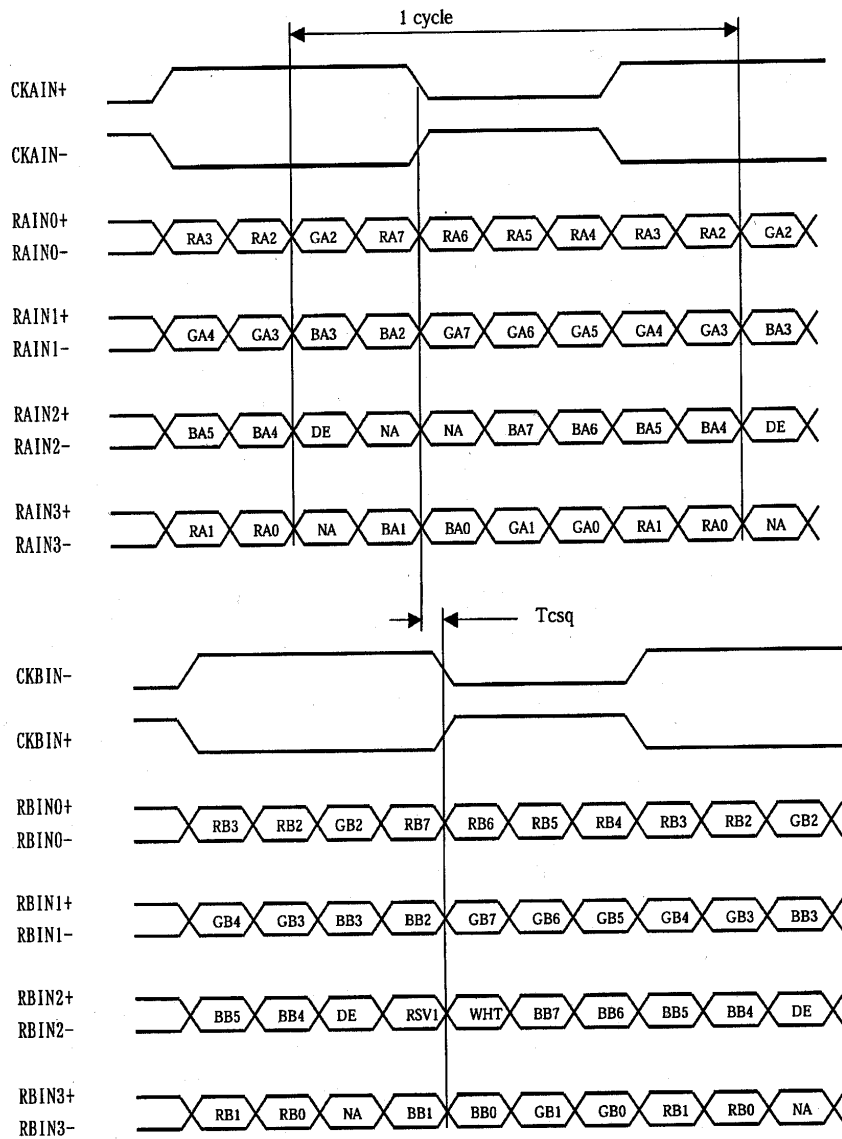 1 cycle
CKAIN+
CKAIN-
RAIN0+
RA3 RA2 GA2 RA7 RA6 RA5 RA4 RA3 RA2 GA2
RAIN0-
RAIN1+
GA4 GA3 BA3 BA2 GA7 GA6 GA5 GA4 GA3 BA3
RAIN1-
RAIN2+
BA5 BA4 DE NA NA BA7 BA6 BA5 BA4 DE
RAIN2-
RAIN3+
RA1 RA0 NA BA1 BA0 GA1 GA0 RA1 RA0 NA
RAIN3-
Tcsq
CKBIN-
CKBIN+
RBIN0+
RB3 RB2 GB2 RB7 RB6 RB5 RB4 RB3 RB2 GB2
RBIN0-
RBIN1+
GB4 GB3 BB3 BB2 GB7 GB6 GB5 GB4 GB3 BB3
RBIN1-
RBIN2+
BB5 BB4 DE RSV1 WHT BB7 BB6 BB5 BB4 DE
RBIN2-
RBIN3+
RB1 RB0 NA BB1 BB0 GB1 GB0 RB1 RB0 NA
RBIN3-